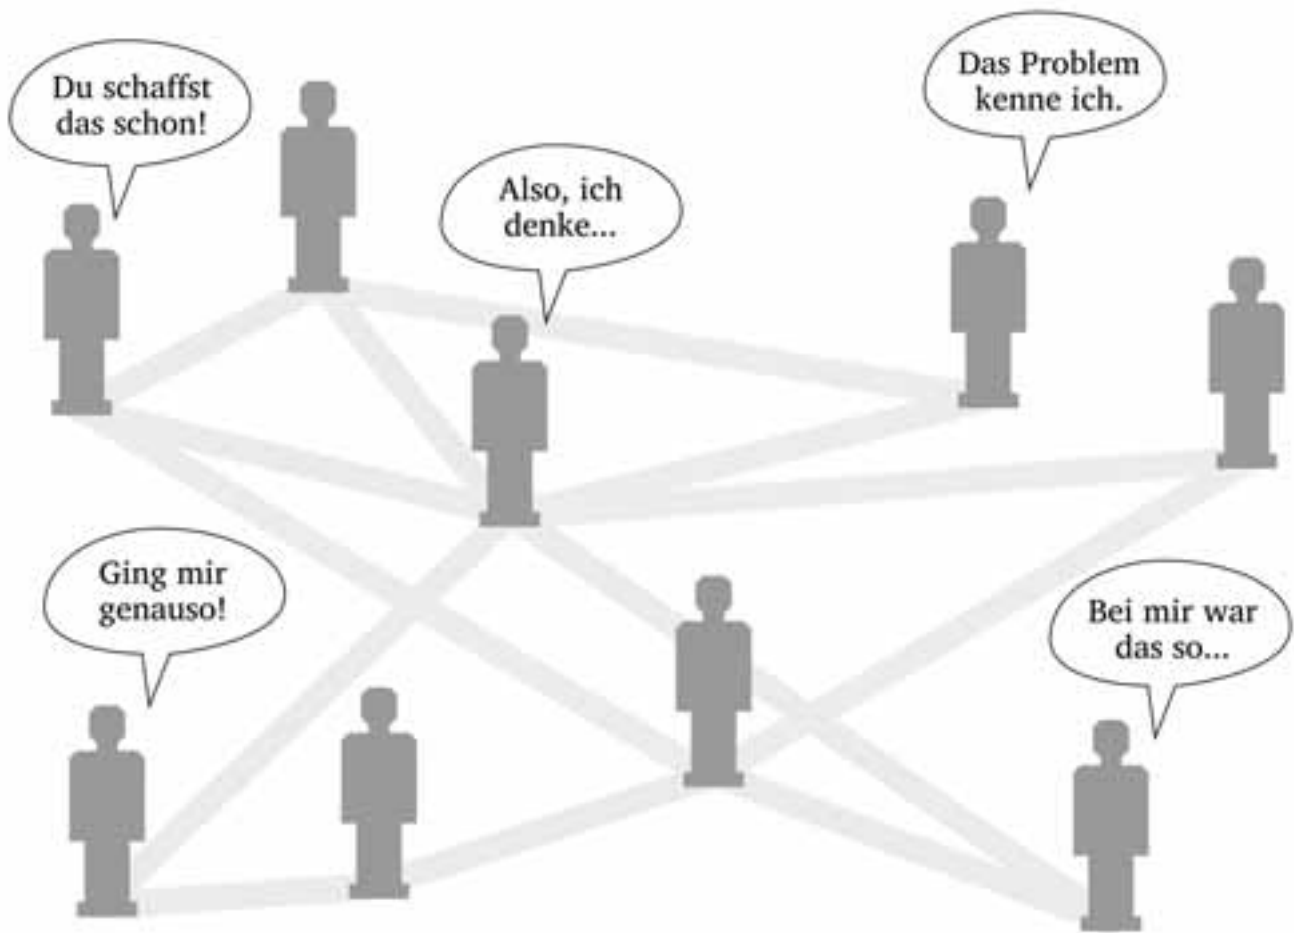 Du schaffst
das schon!
Das Problem
kenne ich.
Also, ich
denke...
Ging mir
genauso!
Bei mir war
das so...